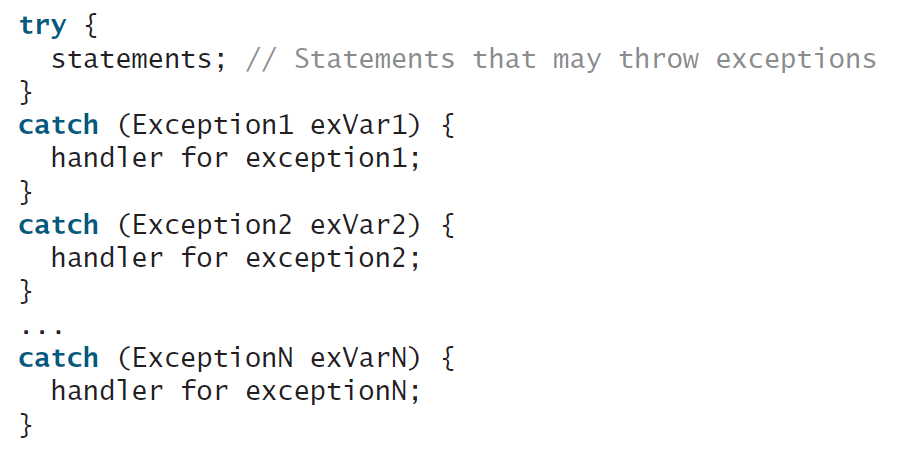 try {
  statements; // Statements that may throw exceptions
}
catch (Exception1 exVar1) {
  handler for exception1;
}
catch (Exception2 exVar2) {
  handler for exception2;
}
...
catch (ExceptionN exVarN) {
  handler for exceptionN;
}